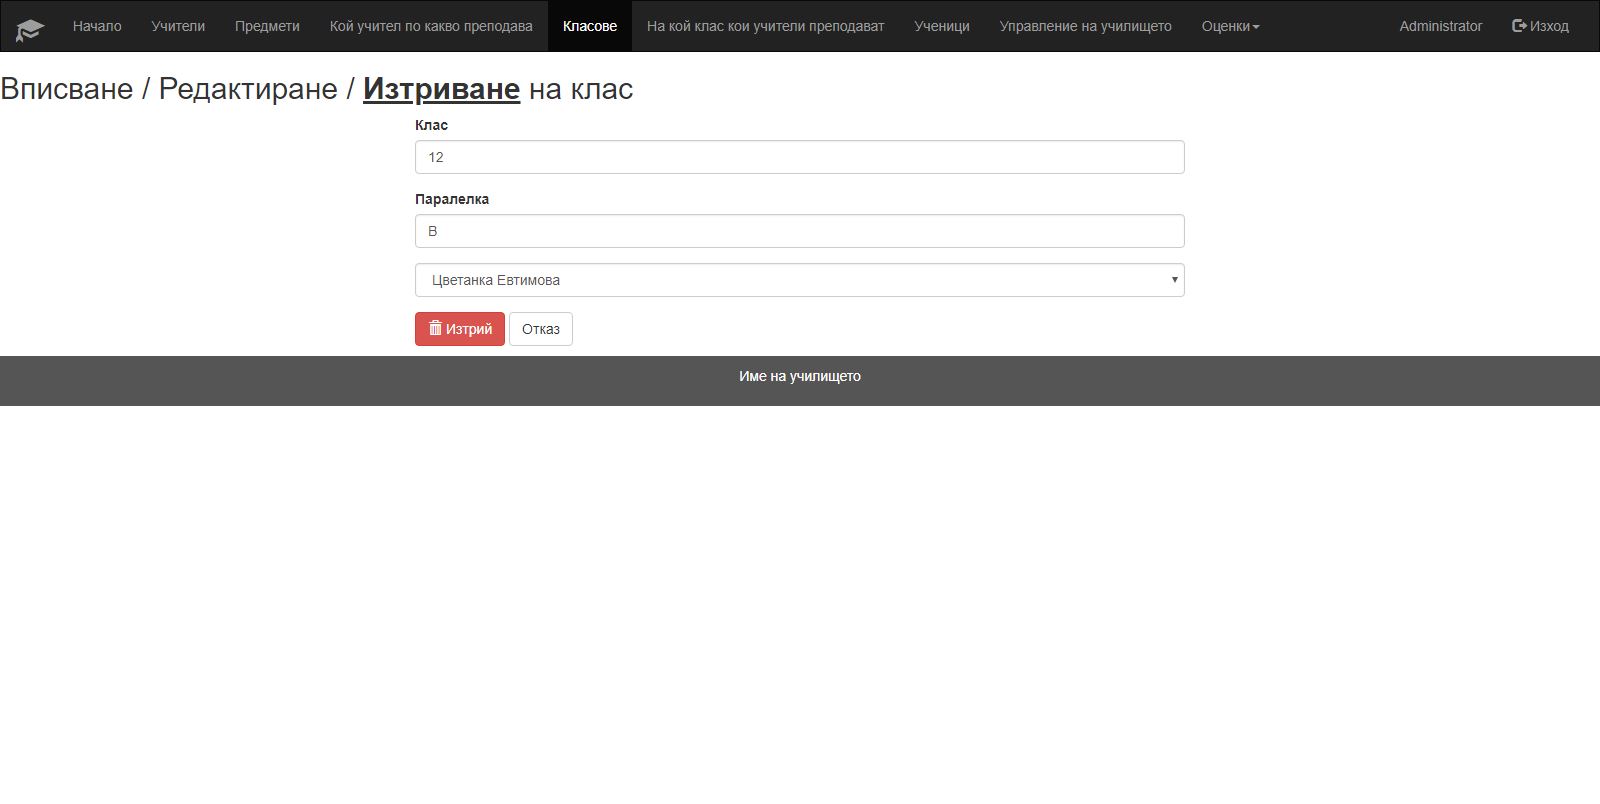 Начало Учители Предмети Кой учител по какво преподава Класове На кой клас кои учители преподават Ученици Управление на училището Оценки Administrator Изход
Вписване / Редактиране / Изтриване на клас
Клас
12
Паралелка
В
Цветанка Евтимова
Изтрий Отказ
Име на училището